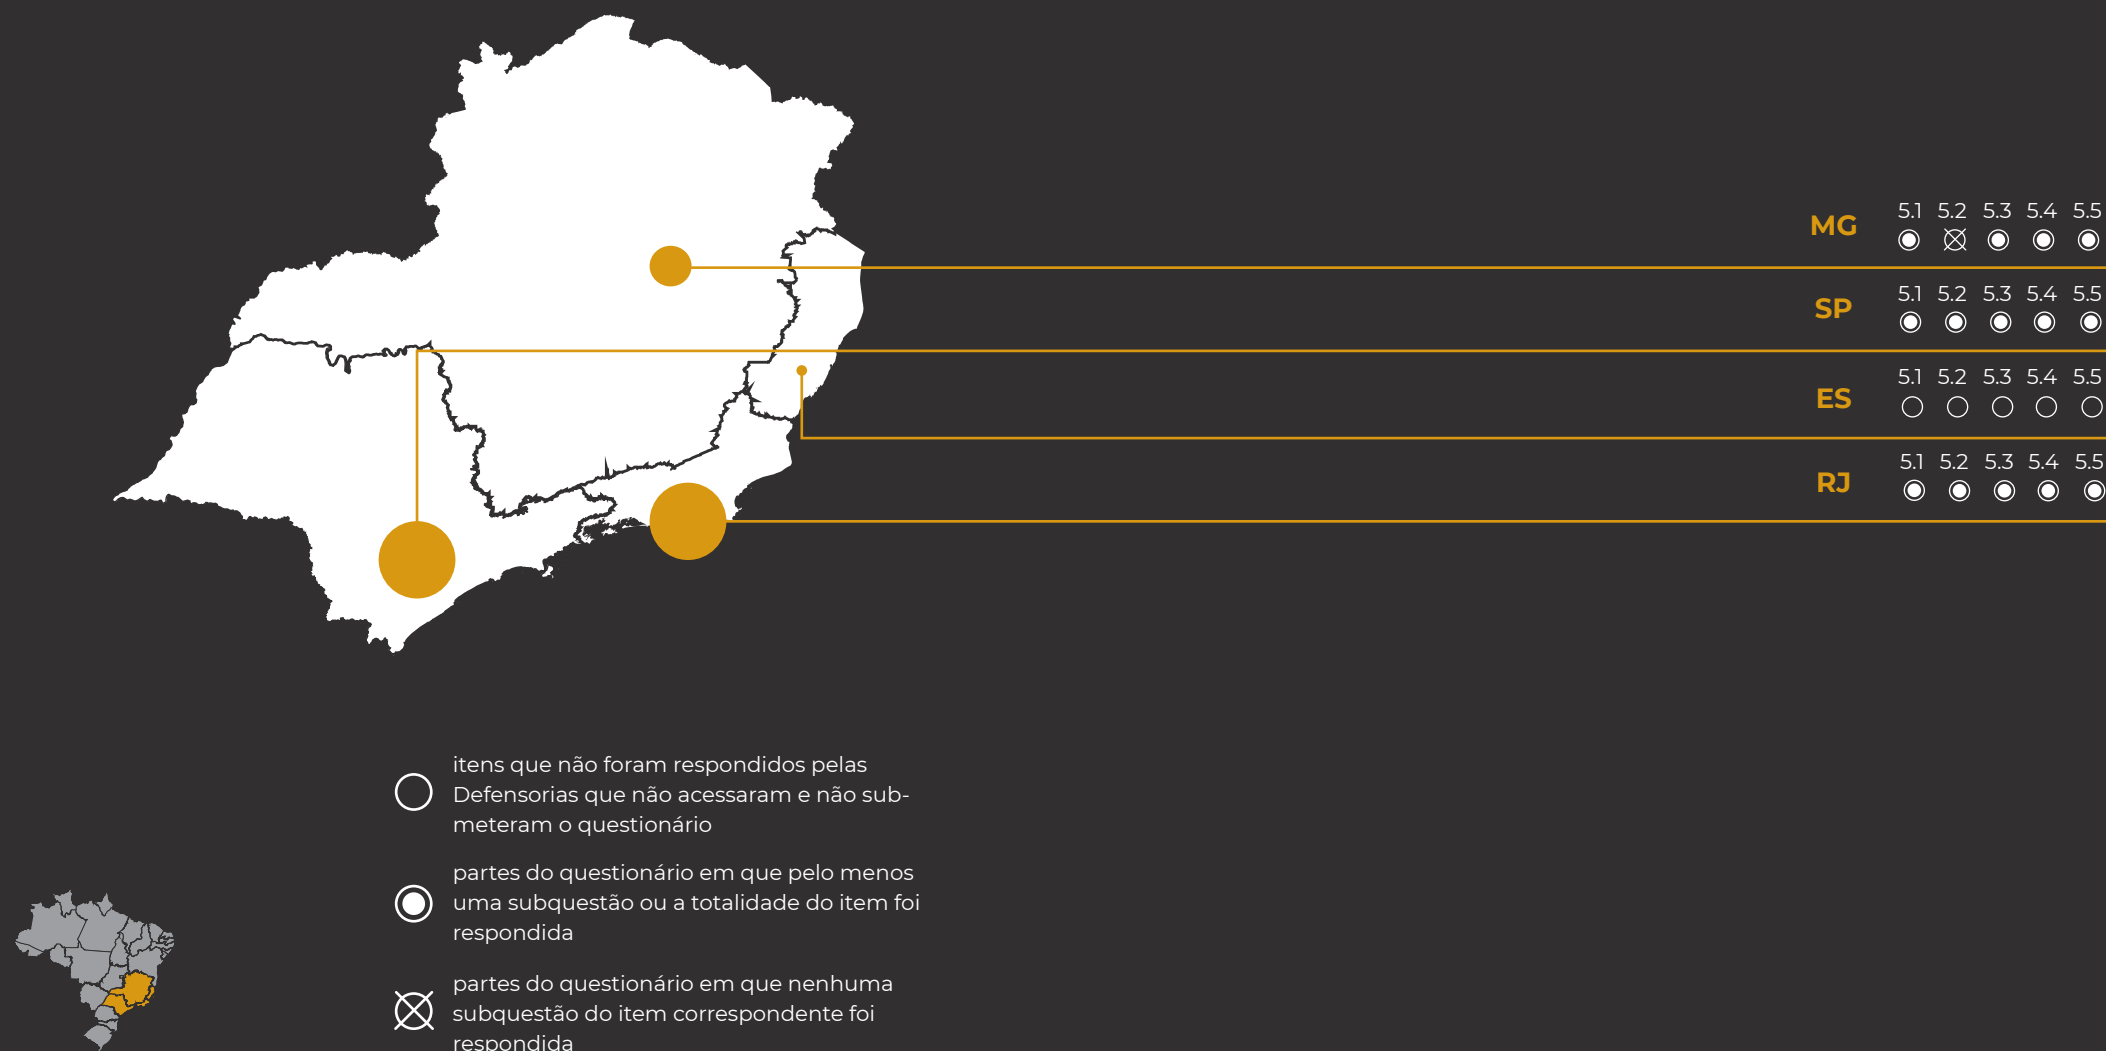 5.1 5.2 5.3 5.4 5.5
MG
5.1 5.2 5.3 5.4 5.5
SP
5.1 5.2 5.3 5.4 5.5
ES
5.1 5.2 5.3 5.4 5.5
RJ
itens que não foram respondidos pelas
Defensorias que não acessaram e não sub-
meteram o questionário
partes do questionário em que pelo menos
uma subquestão ou a totalidade do item foi
respondida
partes do questionário em que nenhuma
subquestão do item correspondente foi
respondida